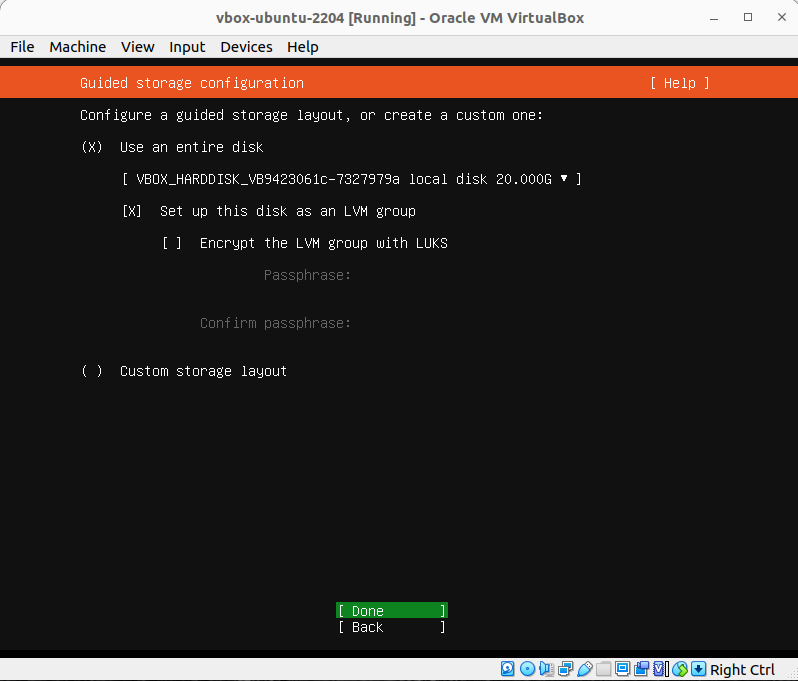 vbox-ubuntu-2204 [Running] - Oracle VM VirtualBox
File Machine View Input Devices Help
Guided storage configuration [ Help ]
Configure a guided storage layout, or create a custom one:
(X) Use an entire disk
[ VBOX_HARDDISK_VB9423061c-7327979a local disk 20.000G ▾ ]
[X] Set up this disk as an LVM group
[ ] Encrypt the LVM group with LUKS
Passphrase:
Confirm passphrase:
( ) Custom storage layout
[ Done ]
[ Back ]
Right Ctrl